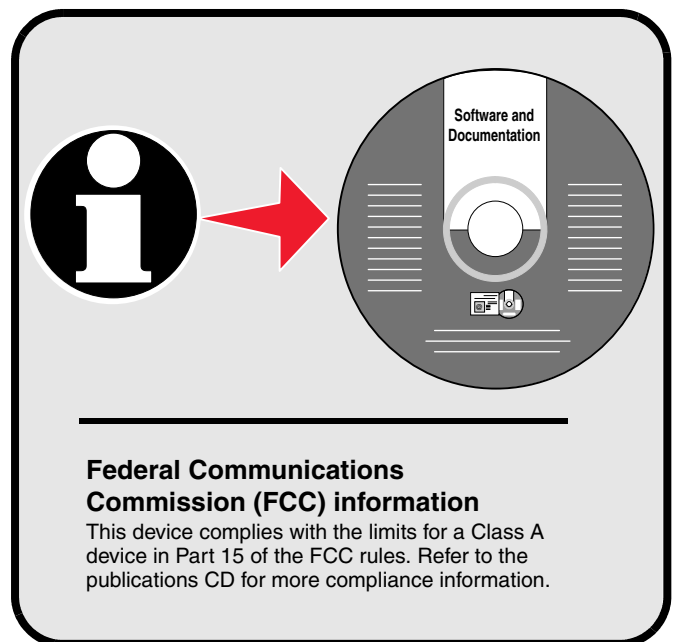 Software and
Documentation
Federal Communications
Commission (FCC) information
This device complies with the limits for a Class A
device in Part 15 of the FCC rules. Refer to the
publications CD for more compliance information.